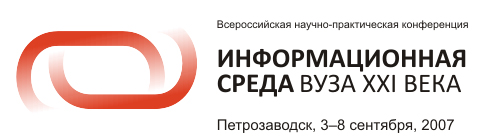 Всероссийская научно-практическая конференция
ИНФОРМАЦИОННАЯ
СРЕДА ВУЗА XXI ВЕКА
Петрозаводск, 3–8 сентября, 2007